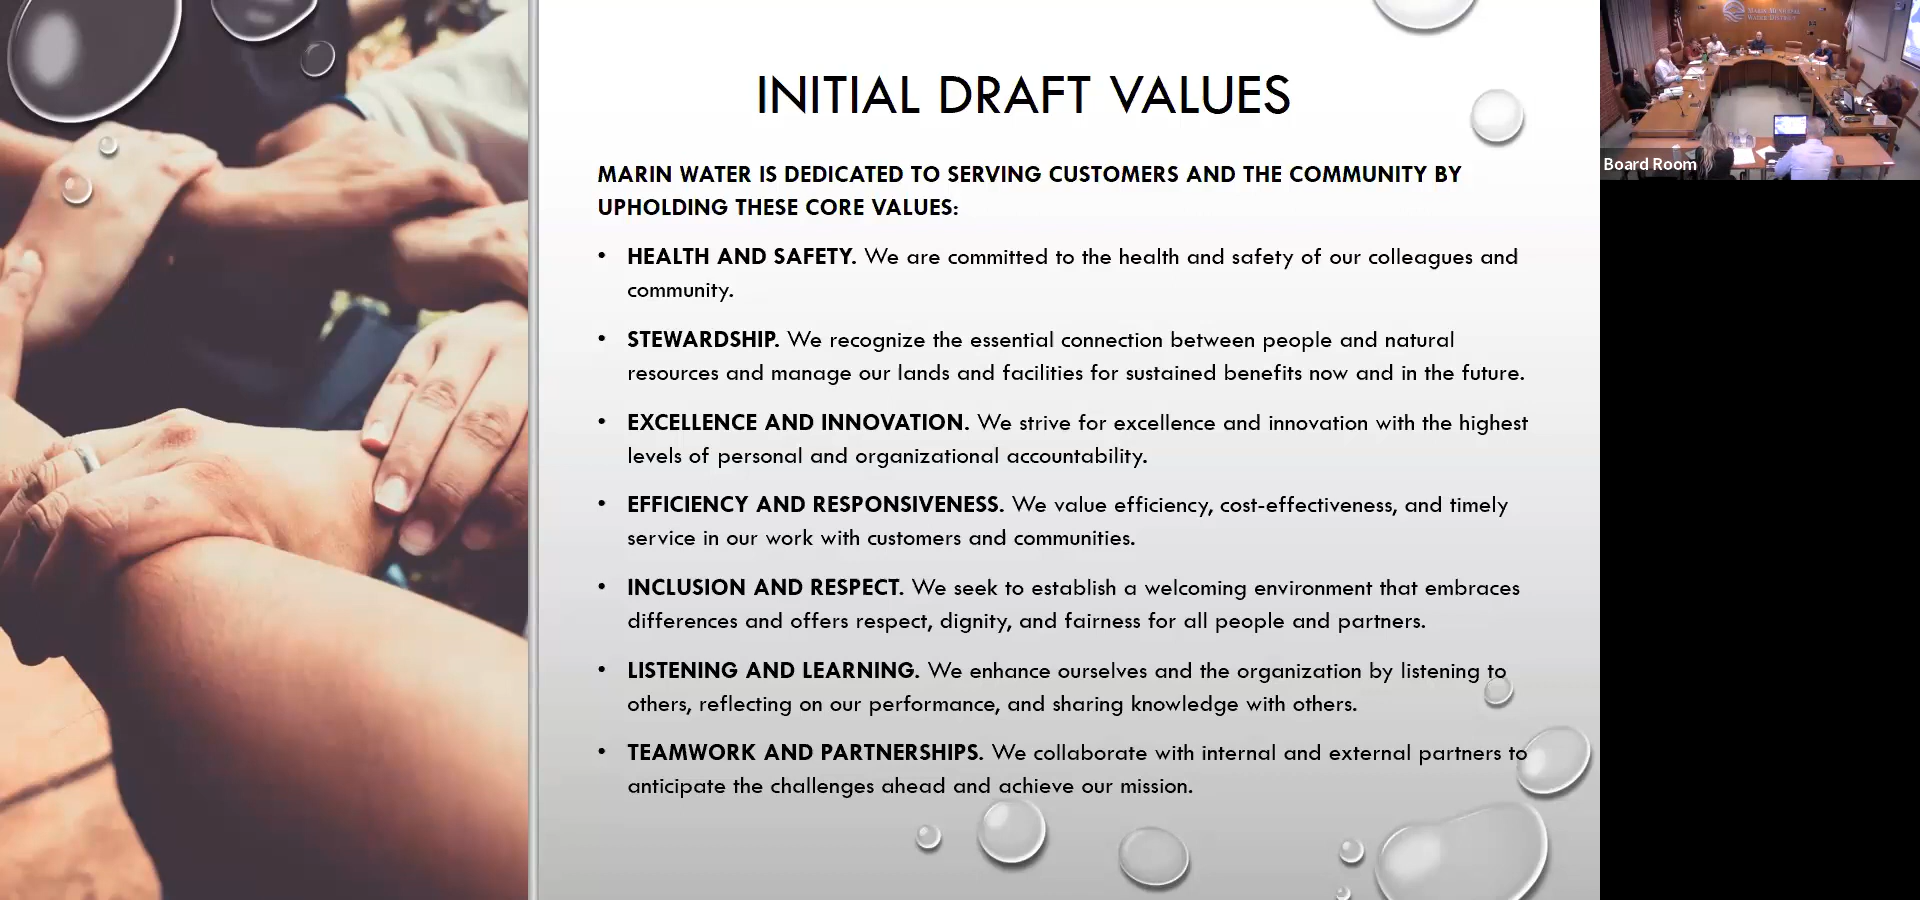 INITIAL DRAFT VALUES
MARIN WATER IS DEDICATED TO SERVING CUSTOMERS AND THE COMMUNITY BY
UPHOLDING THESE CORE VALUES:
• HEALTH AND SAFETY. We are committed to the health and safety of our colleagues and
community.
• STEWARDSHIP. We recognize the essential connection between people and natural
resources and manage our lands and facilities for sustained benefits now and in the future.
• EXCELLENCE AND INNOVATION. We strive for excellence and innovation with the highest
levels of personal and organizational accountability.
• EFFICIENCY AND RESPONSIVENESS. We value efficiency, cost-effectiveness, and timely
service in our work with customers and communities.
• INCLUSION AND RESPECT. We seek to establish a welcoming environment that embraces
differences and offers respect, dignity, and fairness for all people and partners.
• LISTENING AND LEARNING. We enhance ourselves and the organization by listening to
others, reflecting on our performance, and sharing knowledge with others.
• TEAMWORK AND PARTNERSHIPS. We collaborate with internal and external partners to
anticipate the challenges ahead and achieve our mission.
MARIN MUNICIPAL
WATER DISTRICT
Board Room